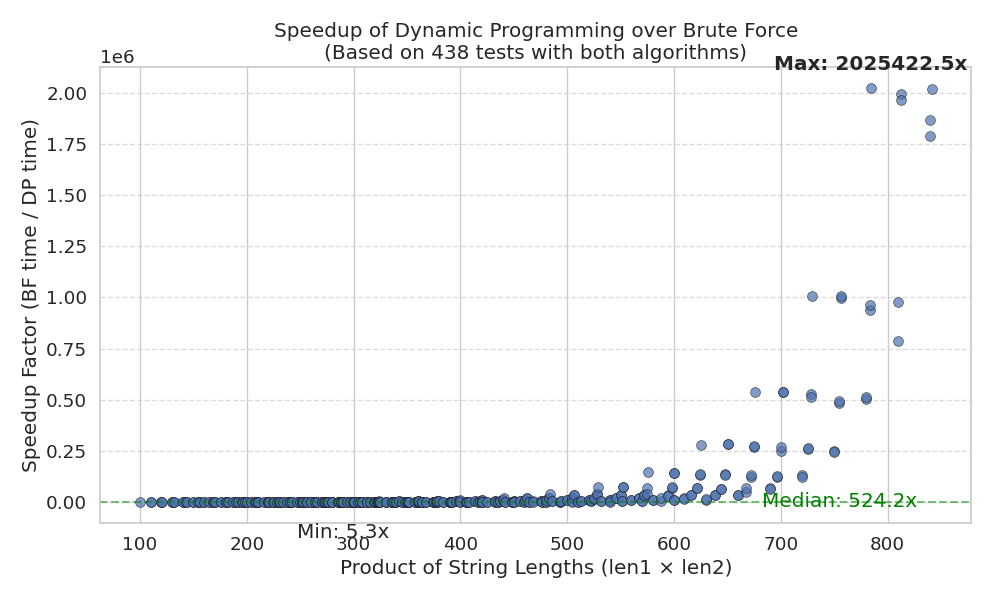 Speedup of Dynamic Programming over Brute Force
(Based on 438 tests with both algorithms)
1e6
Max: 2025422.5x
2.00
1.75
1.50
1.25
1.00
0.75
0.50
0.25
0.00
Speedup Factor (BF time / DP time)
Median: 524.2x
Min: 5.3x
100 200 300 400 500 600 700 800
Product of String Lengths (len1 × len2)